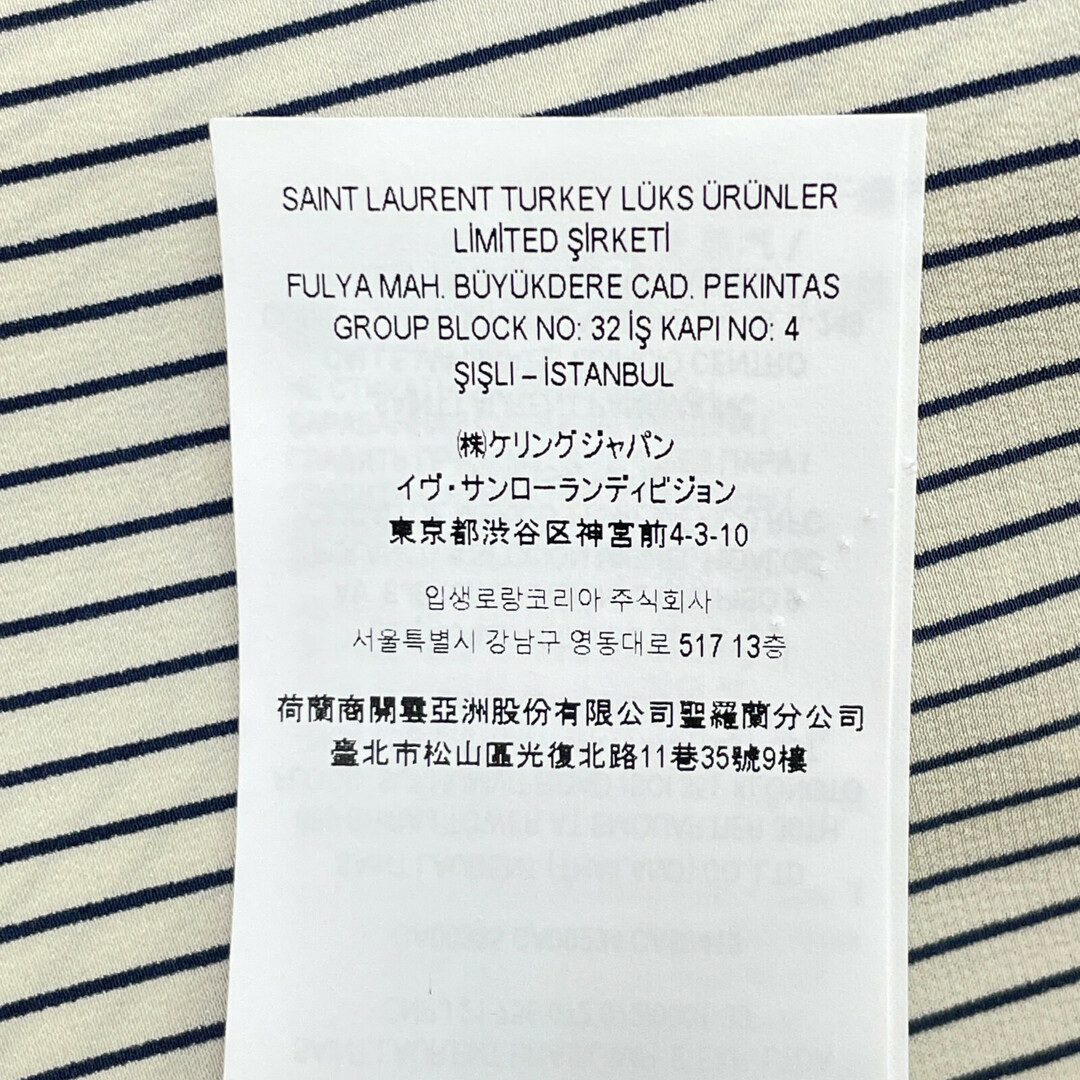 SAINT LAURENT TURKEY LÜKS ÜRÜNLER
LİMİTED ŞİRKETİ
FULYA MAH. BÜYÜKDERE CAD. PEKINTAS
GROUP BLOCK NO: 32 İŞ KAPI NO: 4
ŞIŞLI – İSTANBUL
㈱ケリングジャパン
イヴ・サンローランディビジョン
東京都渋谷区神宮前4-3-10
입생로랑코리아 주식회사
서울특별시 강남구 영동대로 517 13층
荷蘭商開雲亞洲股份有限公司聖羅蘭分公司
臺北市松山區光復北路11巷35號9樓